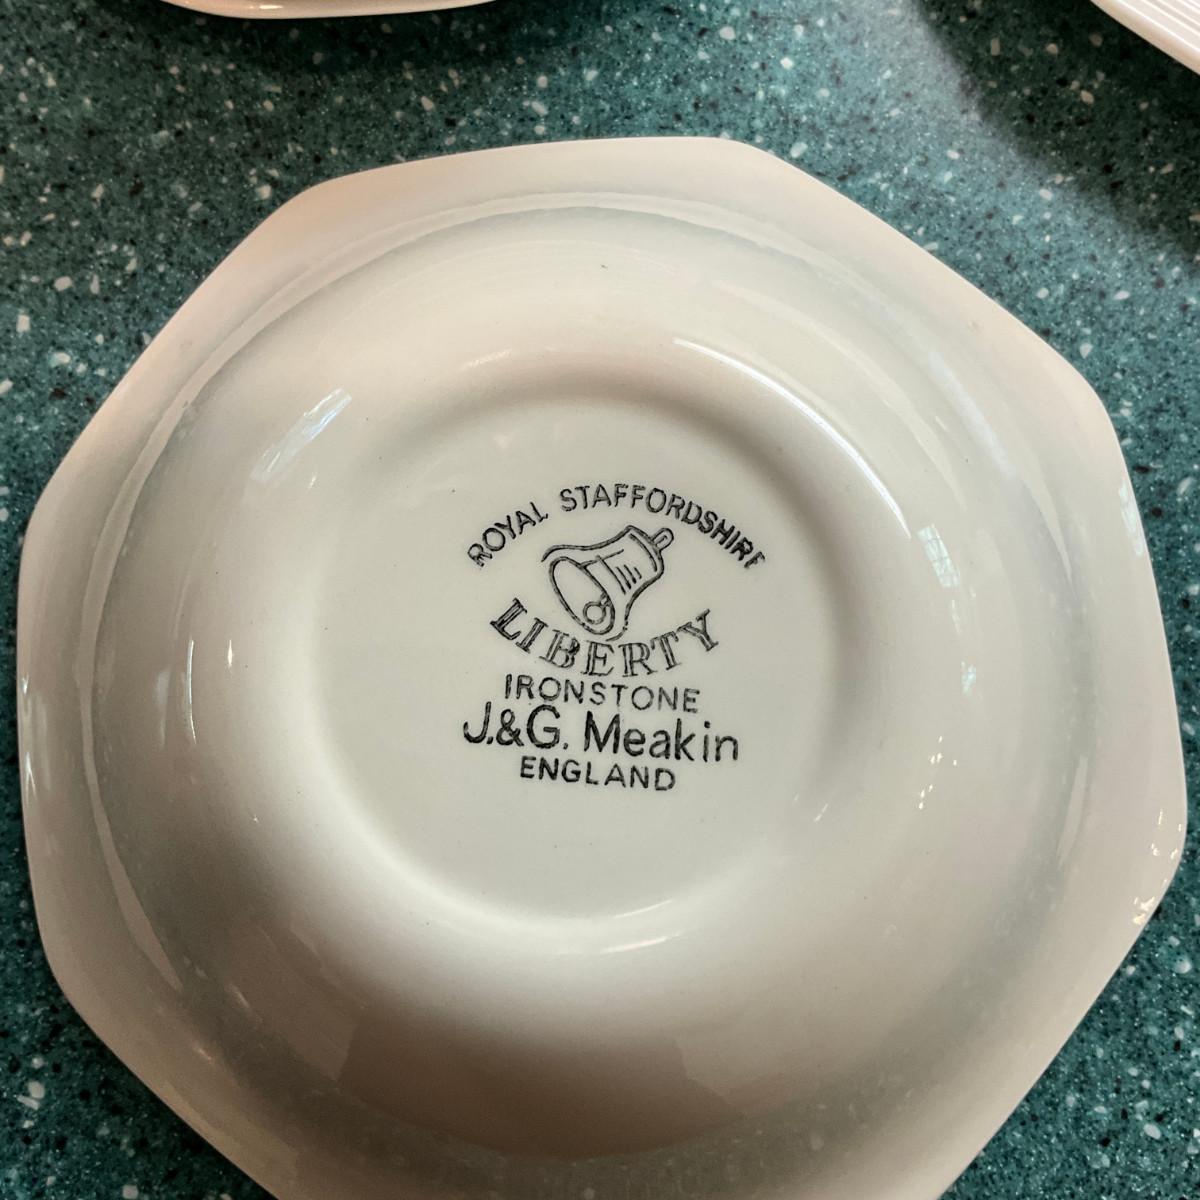 ROYAL STAFFORDSHIRE
LIBERTY
IRONSTONE
J.&G. Meakin
ENGLAND